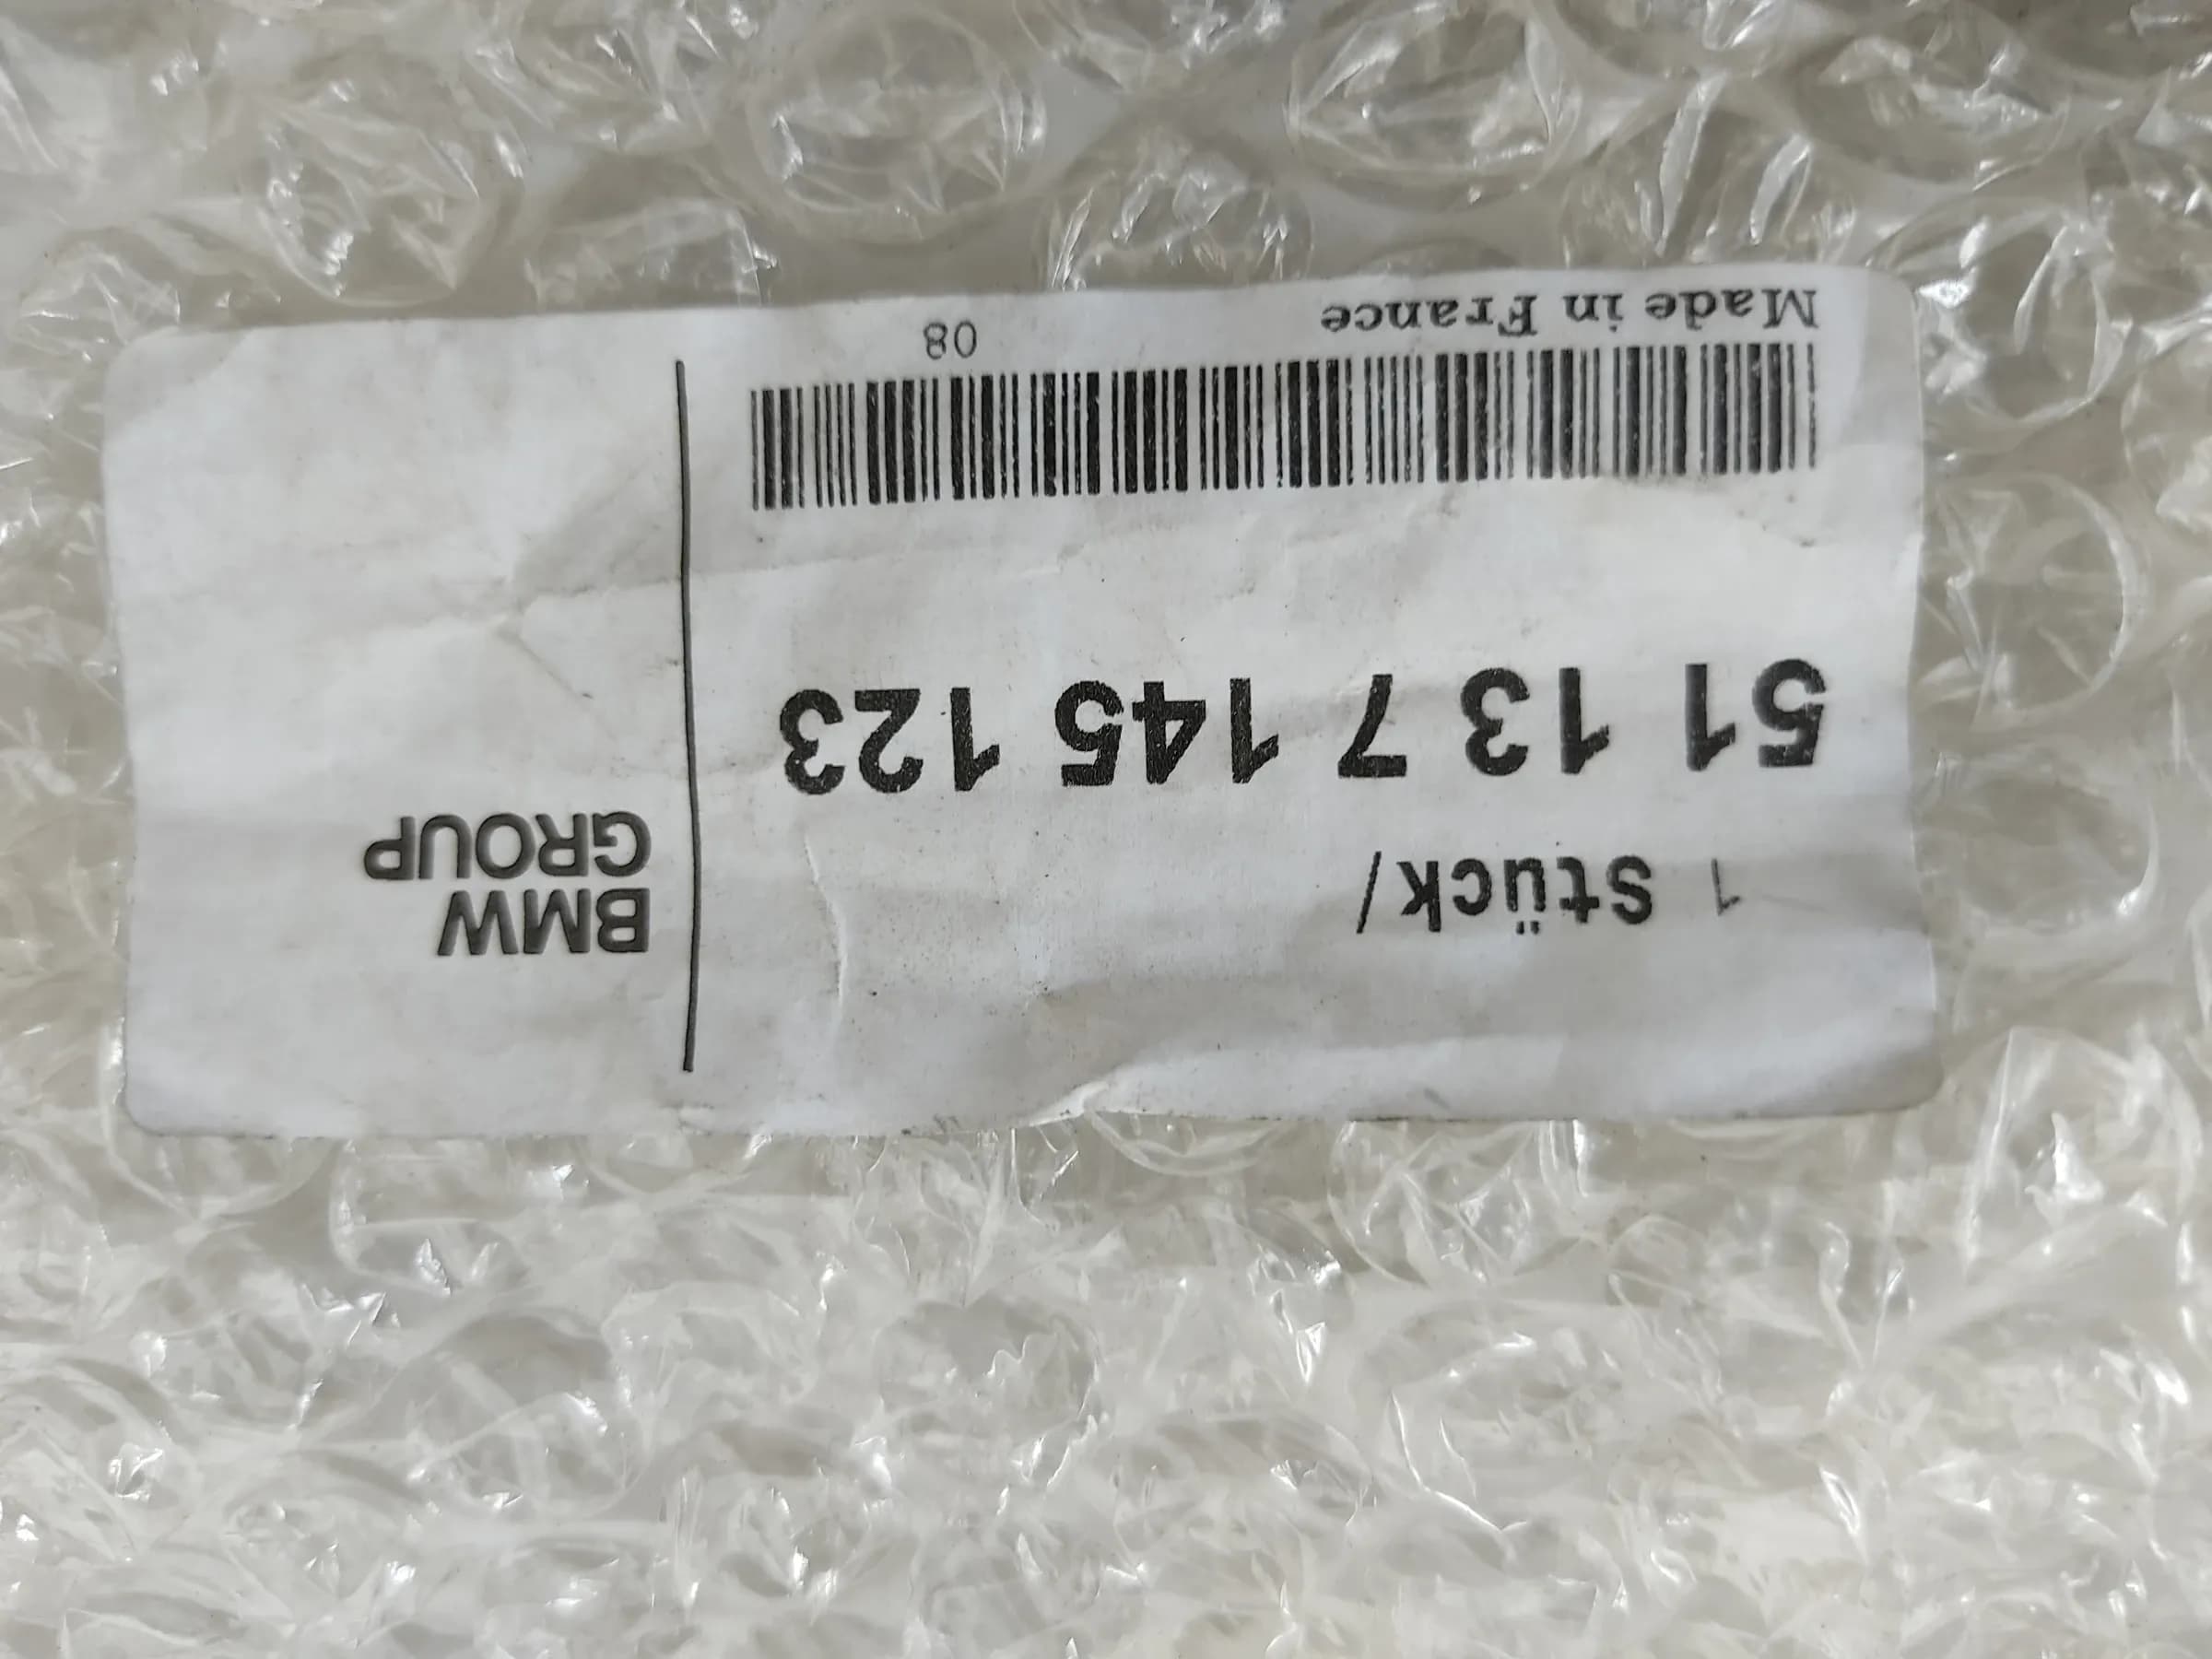 1 Stück/
51 13 7 145 123
Made in France 08
BMW
GROUP